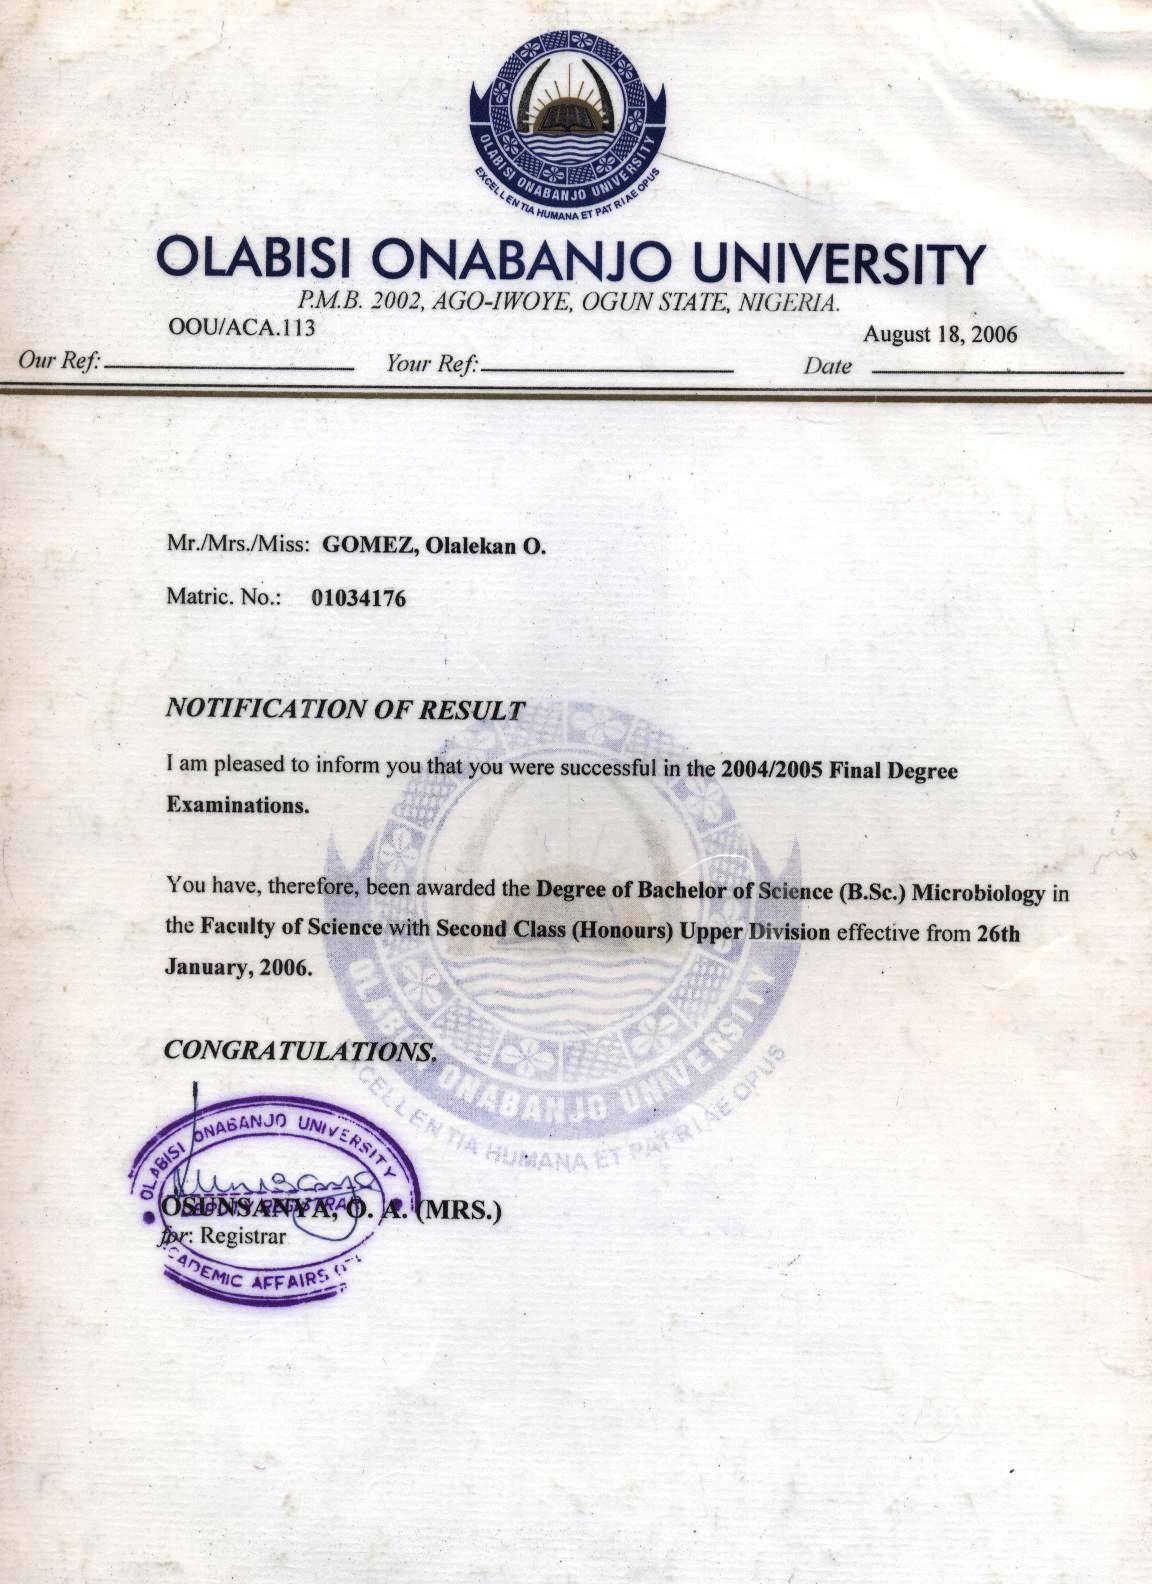 OLABISI ONABANJO UNIVERSITY
EXCELLENTIA HUMANA ET PATRIAE OPUS
OLABISI ONABANJO UNIVERSITY
P.M.B. 2002, AGO-IWOYE, OGUN STATE, NIGERIA.
OOU/ACA.113 August 18, 2006
Our Ref: Your Ref: Date
Mr./Mrs./Miss: GOMEZ, Olalekan O.
Matric. No.: 01034176
NOTIFICATION OF RESULT
I am pleased to inform you that you were successful in the 2004/2005 Final Degree
Examinations.
You have, therefore, been awarded the Degree of Bachelor of Science (B.Sc.) Microbiology in
the Faculty of Science with Second Class (Honours) Upper Division effective from 26th
January, 2006.
OLABISI ONABANJO UNIVERSITY
EXCELLENTIA HUMANA ET PATRIAE OPUS
CONGRATULATIONS.
OLABISI ONABANJO UNIVERSITY
DEPUTY REGISTRAR
OSUNSANYA, O. A. (MRS.)
for: Registrar
ACADEMIC AFFAIRS